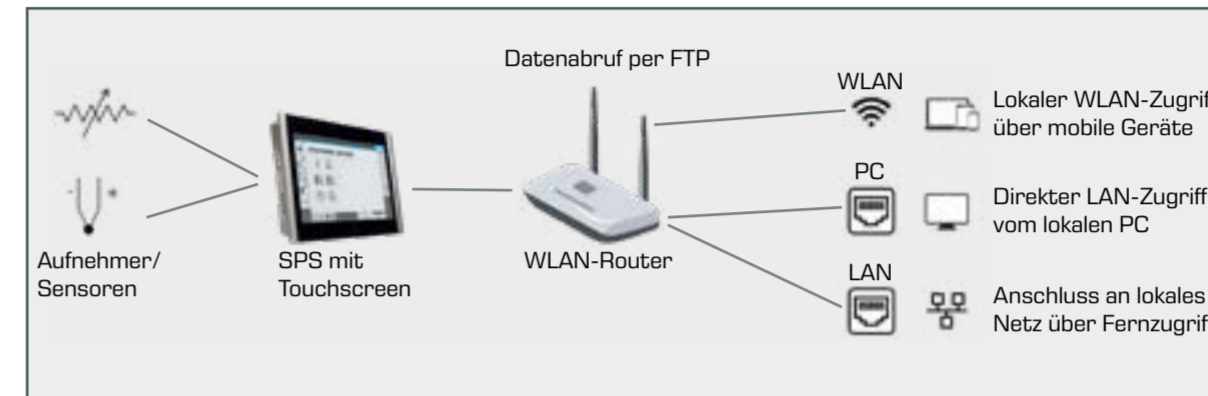 Datenabruf per FTP
WLAN
Lokaler WLAN-Zugrif
über mobile Geräte
PC
Direkter LAN-Zugriff
vom lokalen PC
Aufnehmer/
Sensoren
SPS mit
Touchscreen
WLAN-Router
LAN
Anschluss an lokales
Netz über Fernzugrif